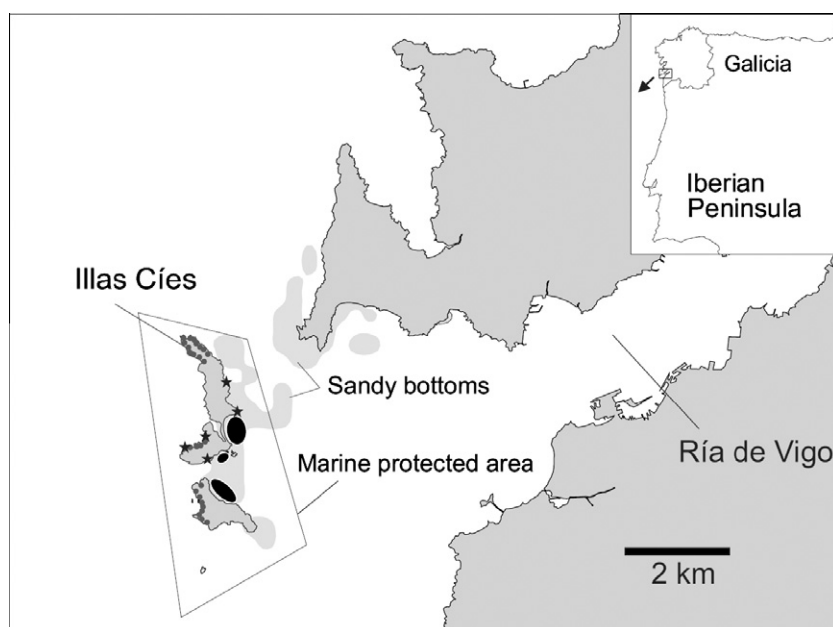 Galicia
Iberian
Peninsula
Illas Cíes
Sandy bottoms
Marine protected area
Ría de Vigo
2 km